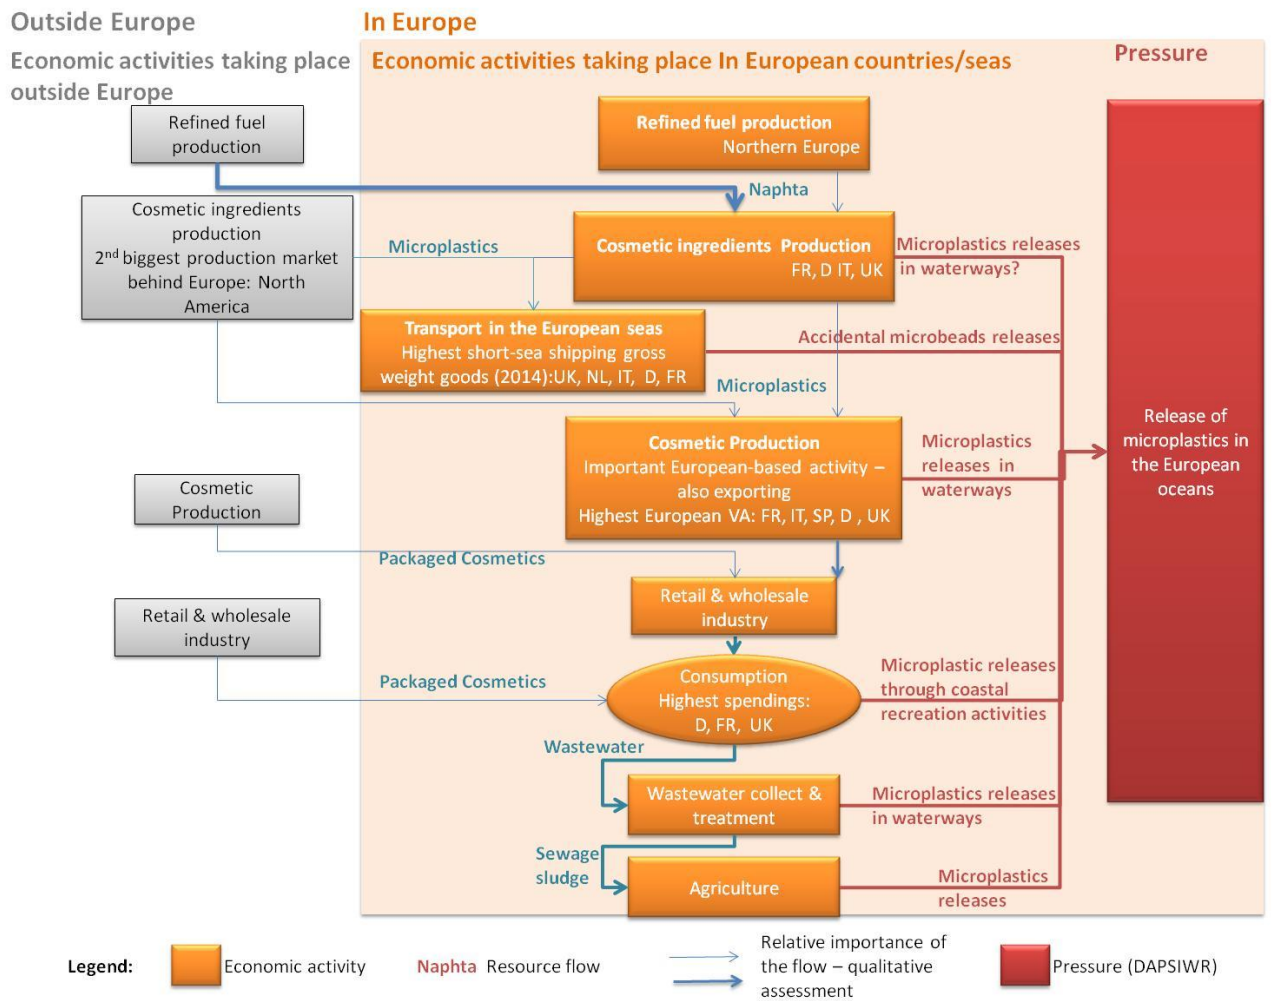 Outside Europe
In Europe
Economic activities taking place
outside Europe
Economic activities taking place In European countries/seas
Pressure
Refined fuel
production
Refined fuel production
Northern Europe
Naphta
Cosmetic ingredients
production
2nd biggest production market
behind Europe: North
America
Microplastics
Cosmetic ingredients Production
FR, D IT, UK
Microplastics releases
in waterways?
Transport in the European seas
Highest short-sea shipping gross
weight goods (2014):UK, NL, IT, D, FR
Accidental microbeads releases
Microplastics
Cosmetic Production
Important European-based activity –
also exporting
Highest European VA: FR, IT, SP, D , UK
Microplastics
releases in
waterways
Release of
microplastics in
the European
oceans
Cosmetic
Production
Packaged Cosmetics
Retail & wholesale
industry
Retail & wholesale
industry
Packaged Cosmetics
Consumption
Highest spendings:
D, FR, UK
Microplastic releases
through coastal
recreation activities
Wastewater
Wastewater collect &
treatment
Microplastics releases
in waterways
Sewage
sludge
Agriculture
Microplastics
releases
Legend:
Economic activity
Naphta Resource flow
Relative importance of
the flow – qualitative
assessment
Pressure (DAPSIWR)